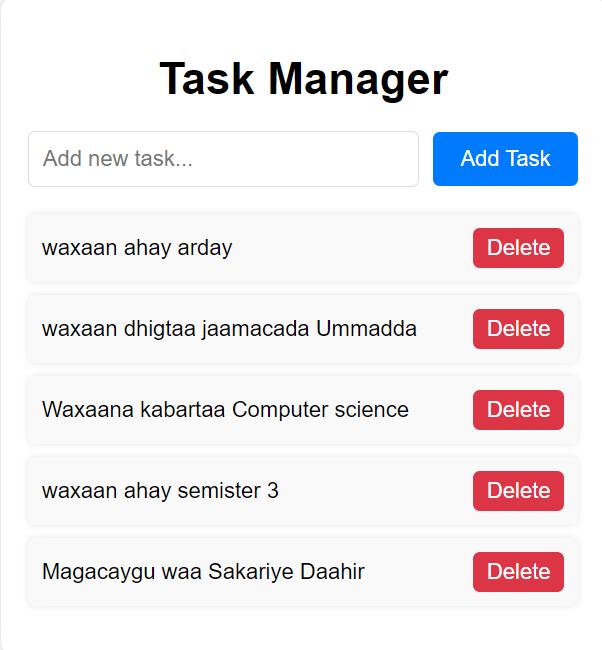 Task Manager
Add new task...
Add Task
waxaan ahay arday
Delete
waxaan dhigtaa jaamacada Ummadda
Delete
Waxaana kabartaa Computer science
Delete
waxaan ahay semister 3
Delete
Magacaygu waa Sakariye Daahir
Delete